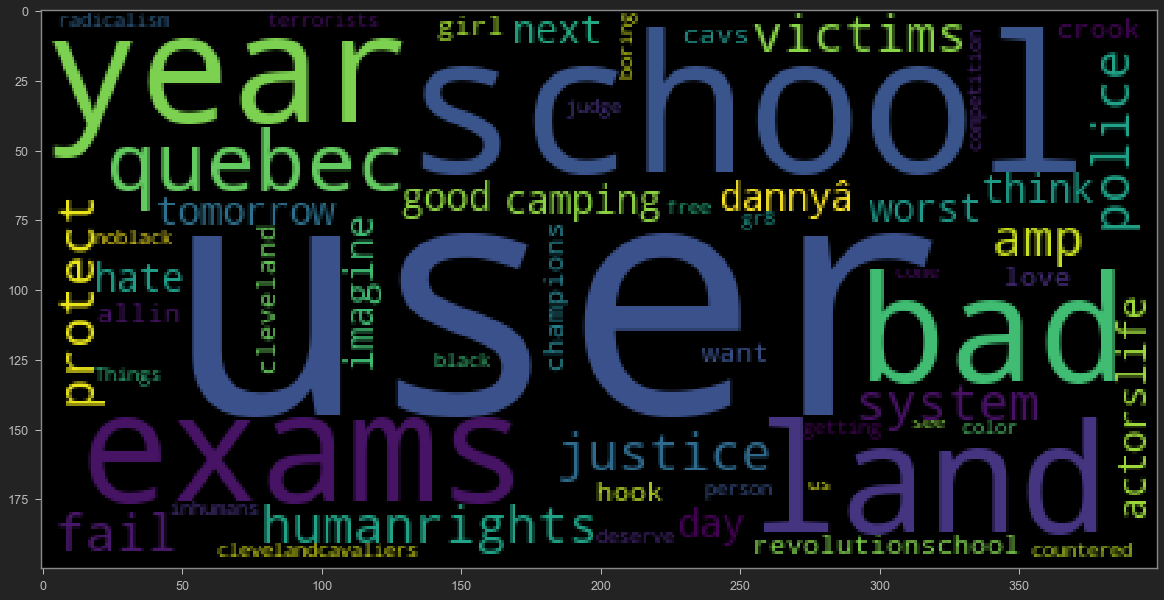 radicalism
terrorists
girl
next
boring
cavs
victims
crook
year
school
judge
competition
police
quebec
good
camping
free
dannyâ
gr8
worst
think
tomorrow
protect
noblack
hate
allin
Things
cleveland
imagine
user
champions
black
want
amp
come
love
bad
actorslife
exams
system
getting
see
color
justice
land
hook
person
us
inhumans
fail
humanrights
deserve
day
clevelandcavaliers
revolutionschool
countered
0
25
50
75
100
125
150
175
0 50 100 150 200 250 300 350